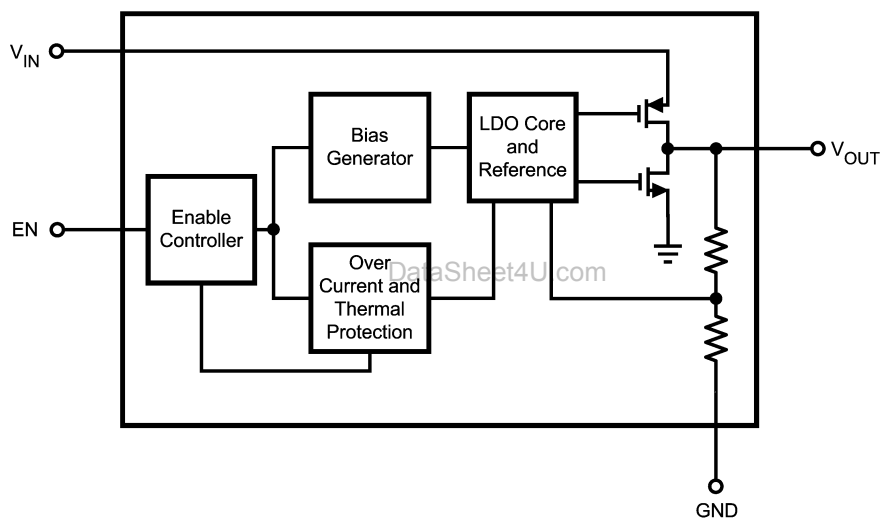 VIN
Bias
Generator
LDO Core
and
Reference
VOUT
EN
Enable
Controller
Over
Current and
Thermal
Protection
DataSheet4U.com
GND